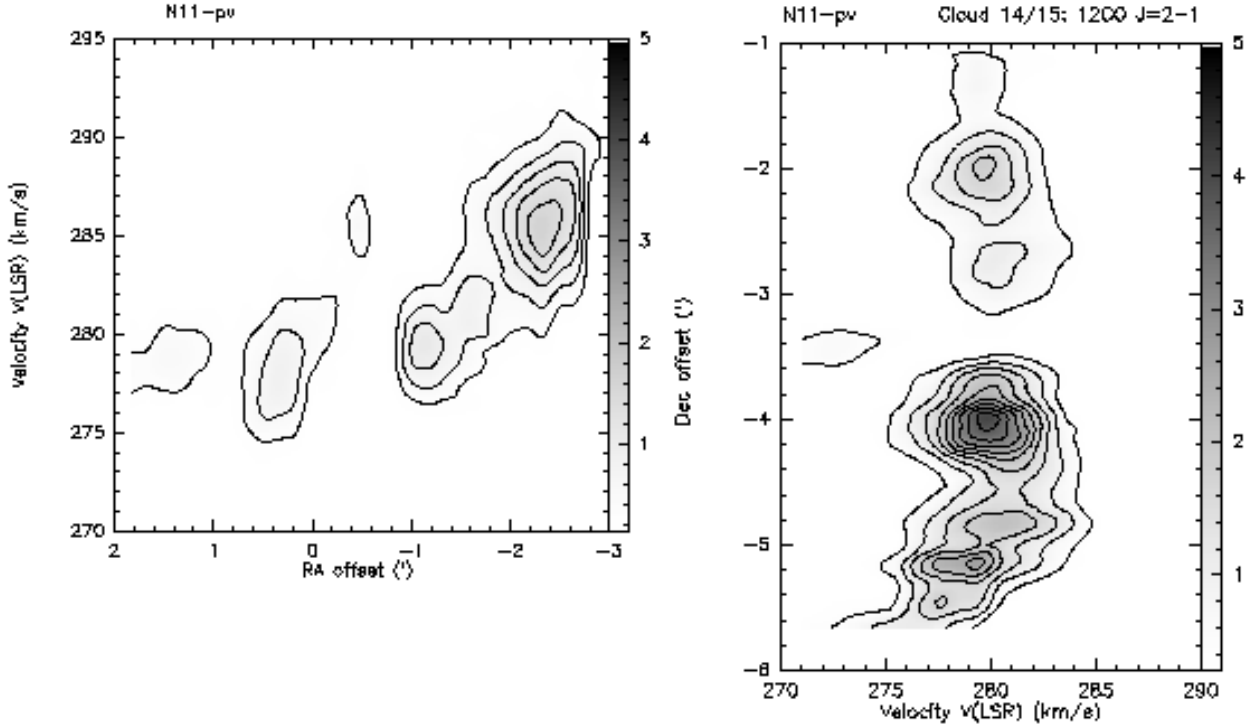 N11-pv
295
290
285
280
275
270
2 1 0 -1 -2 -3
RA offset (')
Velocity V(LSR) (km/s)
5
4
3
2
1
N11-pv Cloud 14/15: 12CO J=2-1
-1
-2
-3
-4
-5
-6
270 275 280 285 290
Velocity V(LSR) (km/s)
Dec offset (')
5
4
3
2
1